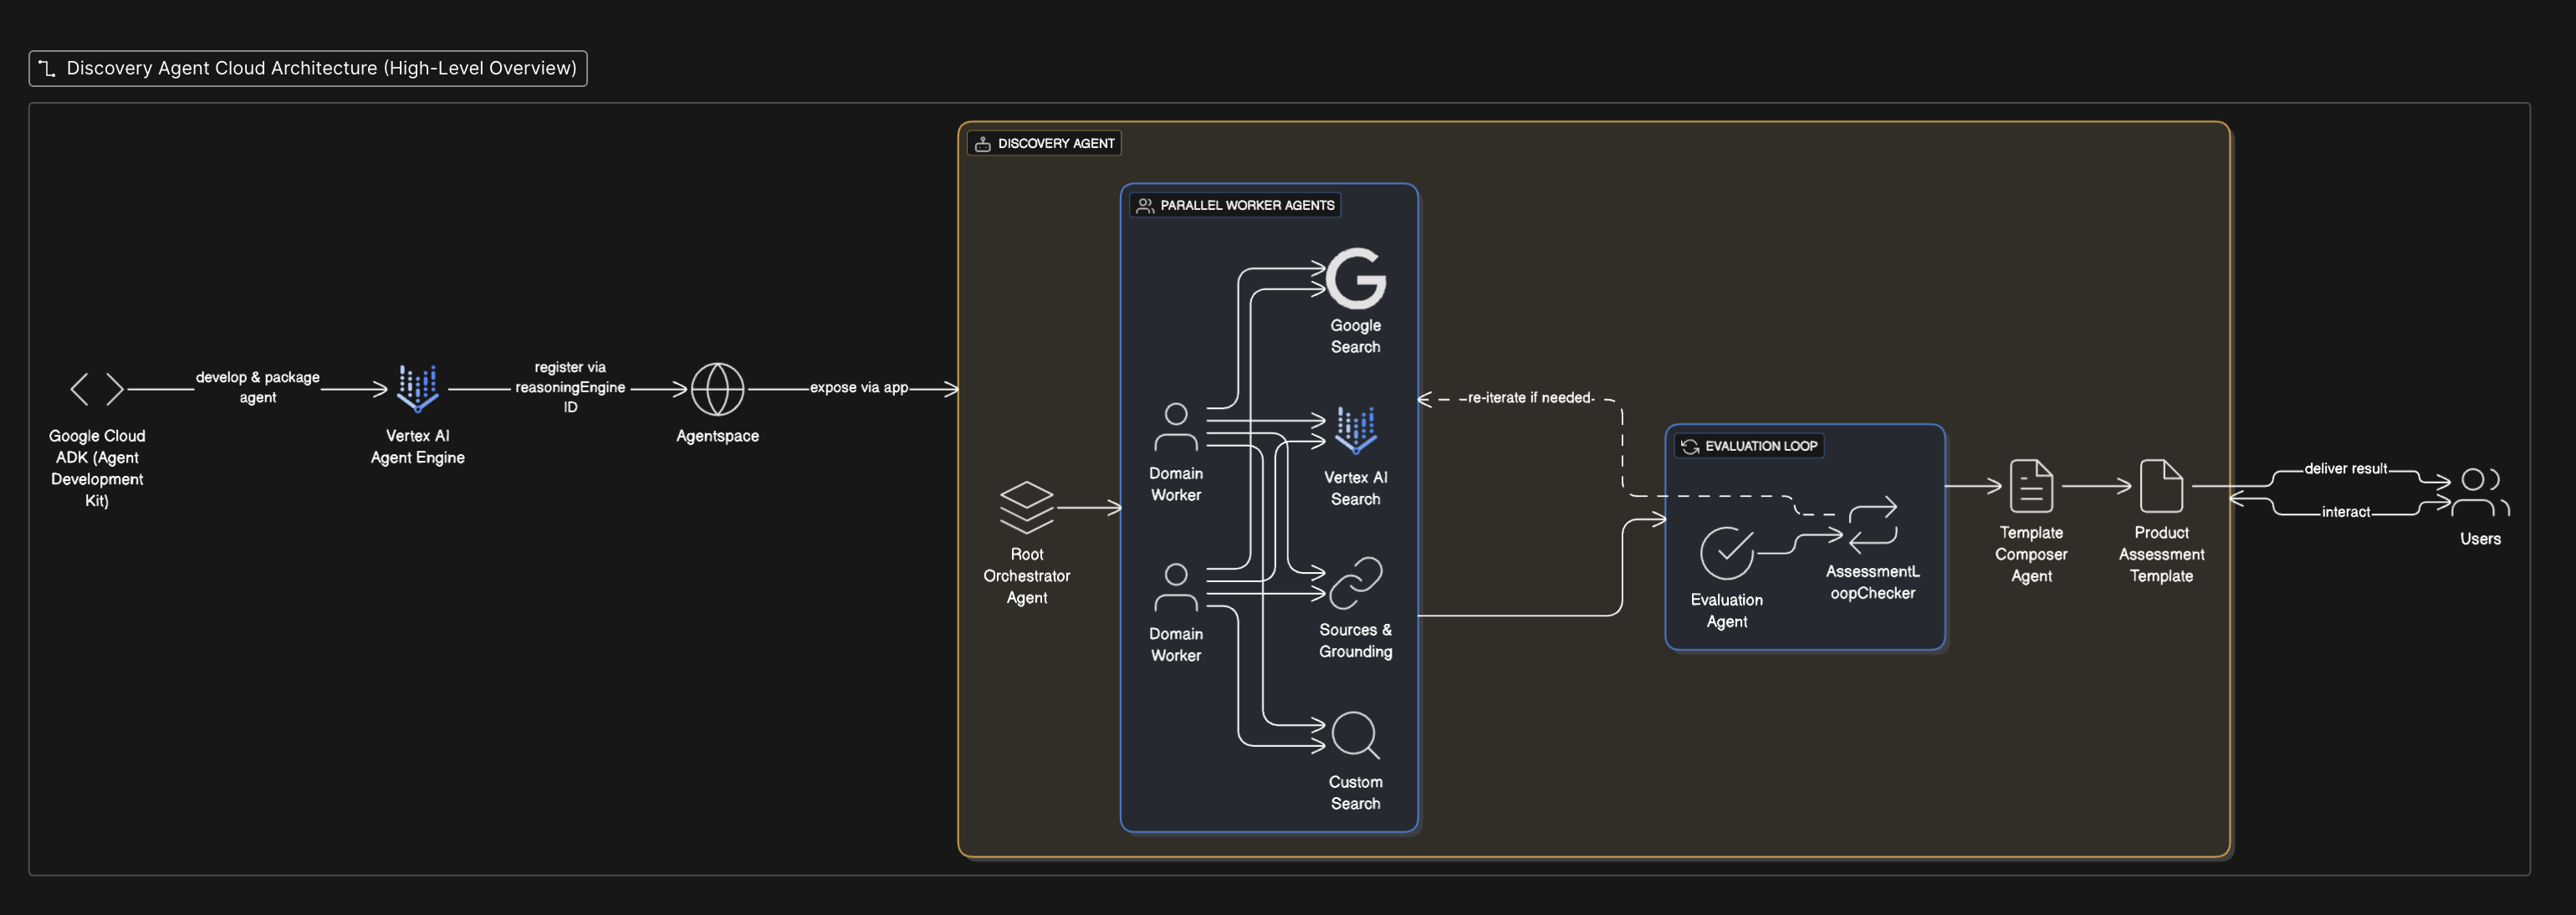 Discovery Agent Cloud Architecture (High-Level Overview)
DISCOVERY AGENT
PARALLEL WORKER AGENTS
Google
Search
develop & package
agent
register via
reasoningEngine
ID
expose via app
Google Cloud
ADK (Agent
Development
Kit)
Vertex AI
Agent Engine
Agentspace
Root
Orchestrator
Agent
Domain
Worker
Domain
Worker
Vertex AI
Search
Sources &
Grounding
Custom
Search
re-iterate if needed
EVALUATION LOOP
Evaluation
Agent
AssessmentL
oopChecker
Template
Composer
Agent
Product
Assessment
Template
deliver result
interact
Users